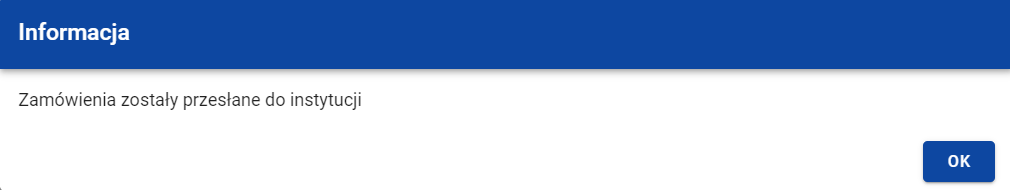 Informacja
Zamówienia zostały przesłane do instytucji
OK